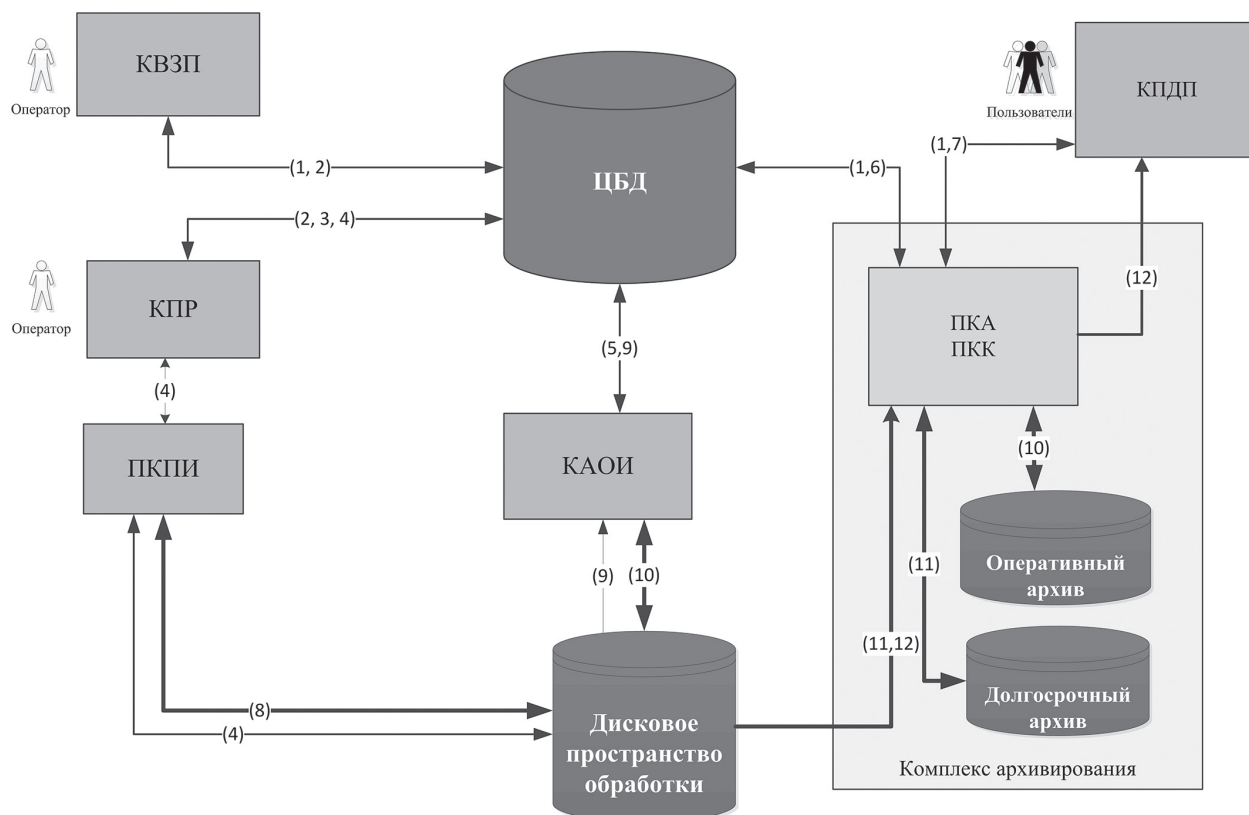 КВЗП
Оператор
(1, 2)
ЦБД
(1,6)
(1,7)
Пользователи
КПДП
(2, 3, 4)
КПР
Оператор
(4)
ПКПИ
(5,9)
КАОИ
(9)
(10)
(8)
(4)
Дисковое
пространство
обработки
ПКА
ПКК
(12)
(10)
(11)
(11,12)
Оперативный
архив
Долгосрочный
архив
Комплекс архивирования